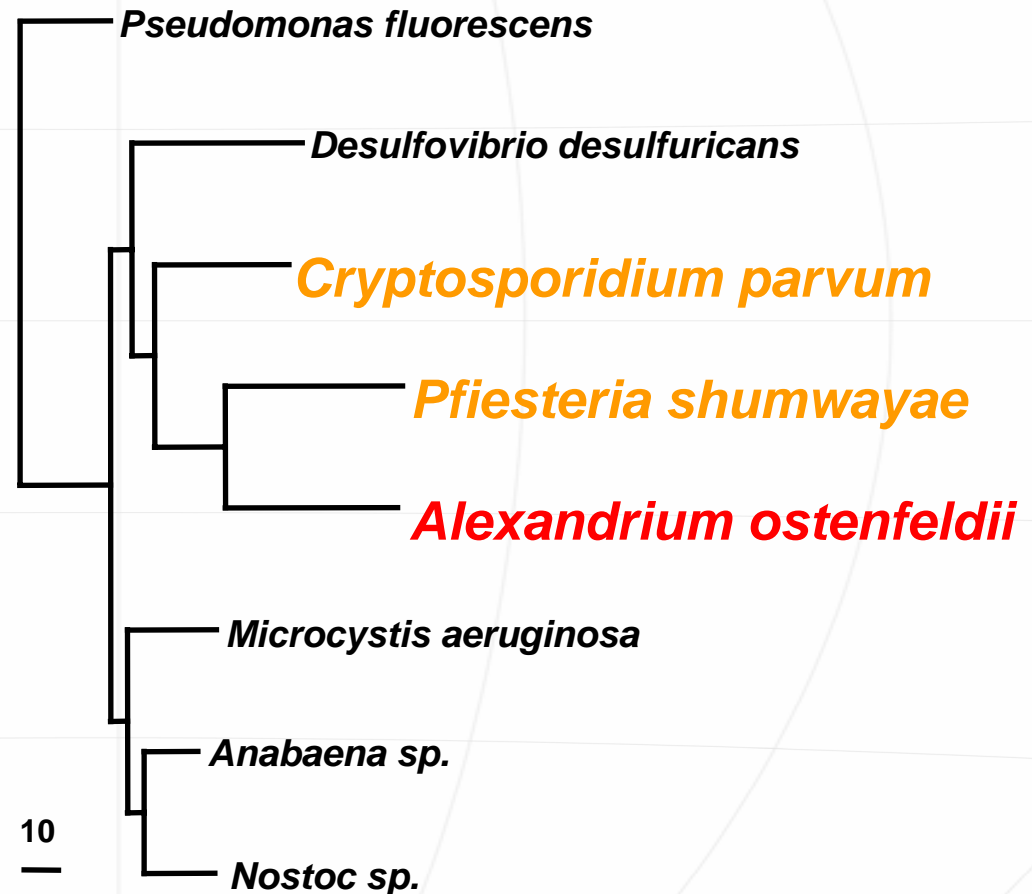 Pseudomonas fluorescens
Desulfovibrio desulfuricans
Cryptosporidium parvum
Pfiesteria shumwayae
Alexandrium ostenfeldii
Microcystis aeruginosa
Anabaena sp.
10
Nostoc sp.